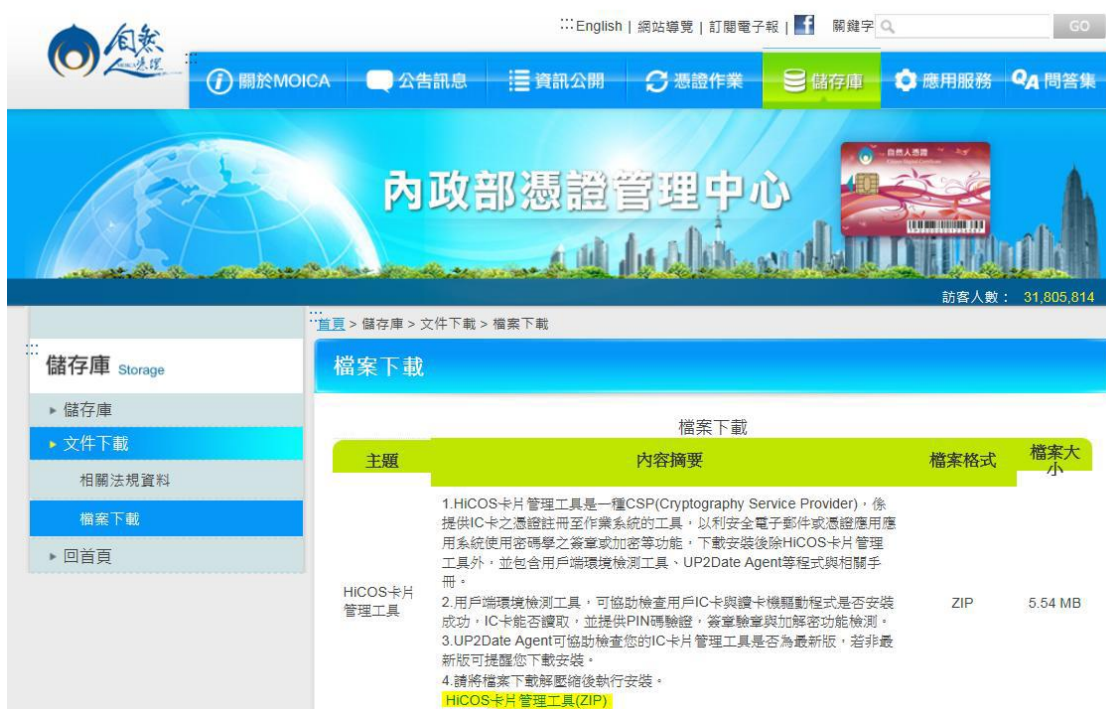 自然
人憑證
:::English | 網站導覽 | 訂閱電子報 | f 關鍵字 GO
關於MOICA 公告訊息 資訊公開 憑證作業 儲存庫 應用服務 QA 問答集
內政部憑證管理中心
自然人憑證
訪客人數： 31,805,814
:::首頁 > 儲存庫 > 文件下載 > 檔案下載
:::
儲存庫 Storage
儲存庫
文件下載
相關法規資料
檔案下載
回首頁
檔案下載
檔案下載
主題 內容摘要 檔案格式 檔案大
小
1.HiCOS卡片管理工具是一種CSP(Cryptography Service Provider)，係
提供IC卡之憑證註冊至作業系統的工具，以利安全電子郵件或憑證應用應
用系統使用密碼學之簽章或加密等功能，下載安裝後除HiCOS卡片管理
工具外，並包含用戶端環境檢測工具、UP2Date Agent等程式與相關手
冊。
HiCOS卡片
管理工具
2.用戶端環境檢測工具，可協助檢查用戶IC卡與讀卡機驅動程式是否安裝
成功，IC卡能否讀取，並提供PIN碼驗證，簽章驗章與加解密功能檢測。
ZIP 5.54 MB
3.UP2Date Agent可協助檢查您的IC卡片管理工具是否為最新版，若非最
新版可提醒您下載安裝。
4.請將檔案下載解壓縮後執行安裝。
HiCOS卡片管理工具(ZIP)